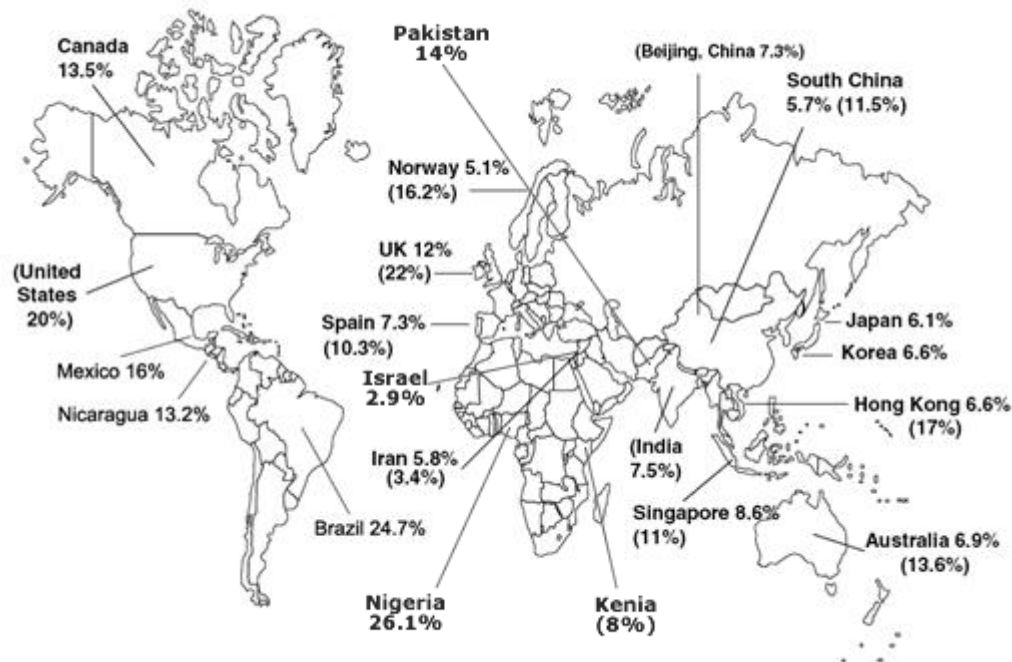 Pakistan
14%
Canada
13.5%
(Beijing, China 7.3%)
South China
5.7% (11.5%)
Norway 5.1%
(16.2%)
UK 12%
(22%)
(United
States
20%)
Spain 7.3%
(10.3%)
Japan 6.1%
Korea 6.6%
Mexico 16%
Israel
2.9%
Nicaragua 13.2%
Hong Kong 6.6%
(17%)
Iran 5.8%
(3.4%)
(India
7.5%)
Brazil 24.7%
Singapore 8.6%
(11%)
Australia 6.9%
(13.6%)
Nigeria
26.1%
Kenia
(8%)